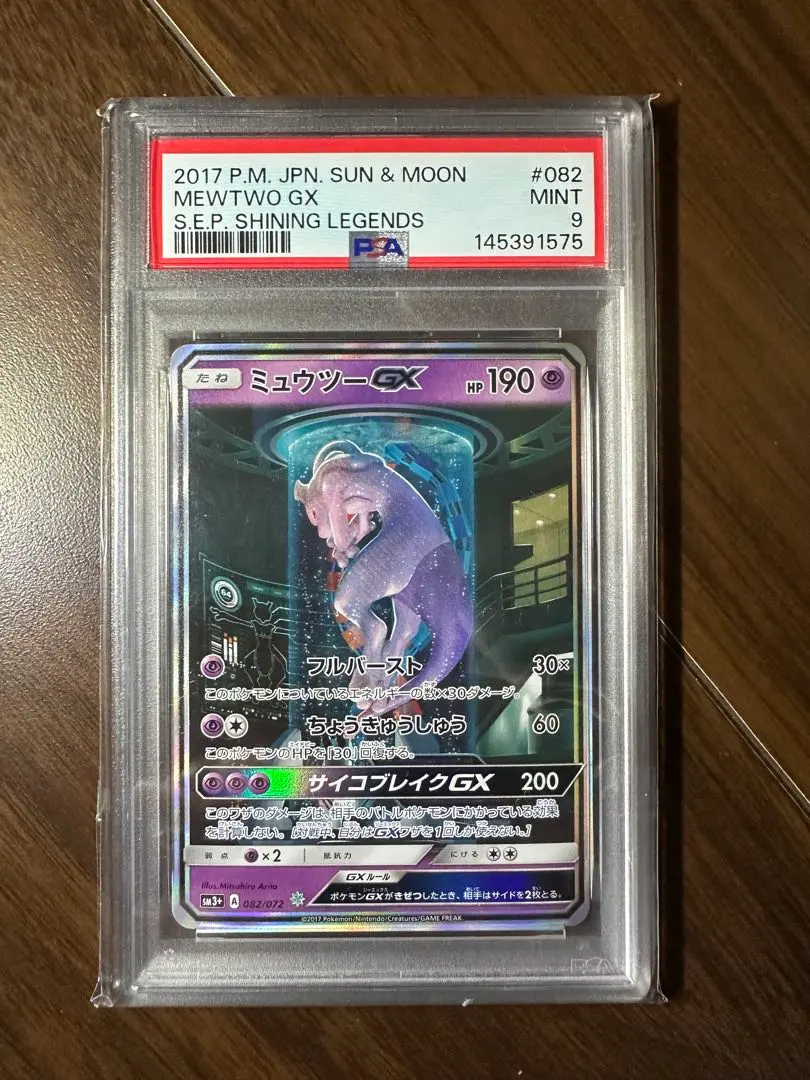 2017 P.M. JPN. SUN & MOON #082
MEWTWO GX MINT
S.E.P. SHINING LEGENDS 9
PSA 145391575
たね ミュウツーGX HP 190
64
フルバースト 30×
このポケモンについているエネルギーの数×30ダメージ。
ちょうきゅうしゅう 60
このポケモンのHPを「30」回復する。
サイコブレイクGX 200
このワザのダメージは、相手のバトルポケモンにかかっている効果
を計算しない。[対戦中、自分はGXワザを1回しか使えない。]
弱点 ×2 抵抗力 にげる
GXルール
Illus.Mitsuhiro Arita
ポケモンGXがきぜつしたとき、相手はサイドを2枚とる。
SM3+ A 082/072
©2017 Pokémon/Nintendo/Creatures/GAME FREAK.
PSA